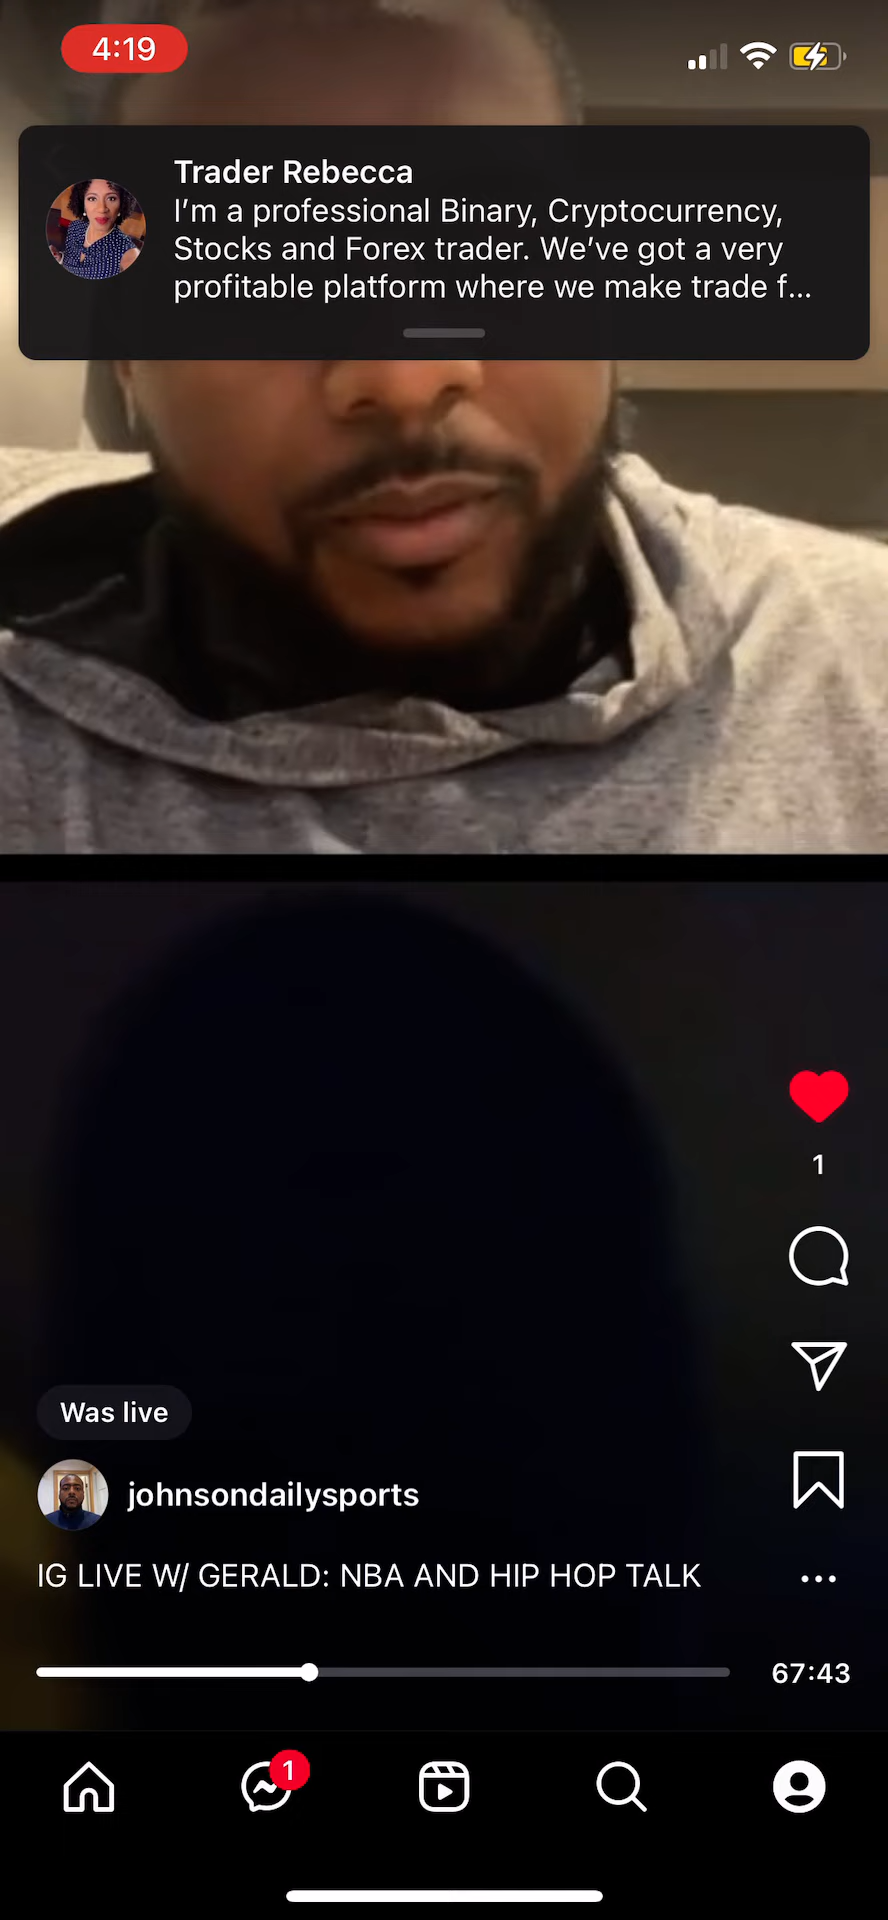 4:19
Trader Rebecca
I’m a professional Binary, Cryptocurrency,
Stocks and Forex trader. We’ve got a very
profitable platform where we make trade f...
1
Was live
johnsondailysports
IG LIVE W/ GERALD: NBA AND HIP HOP TALK
67:43
1